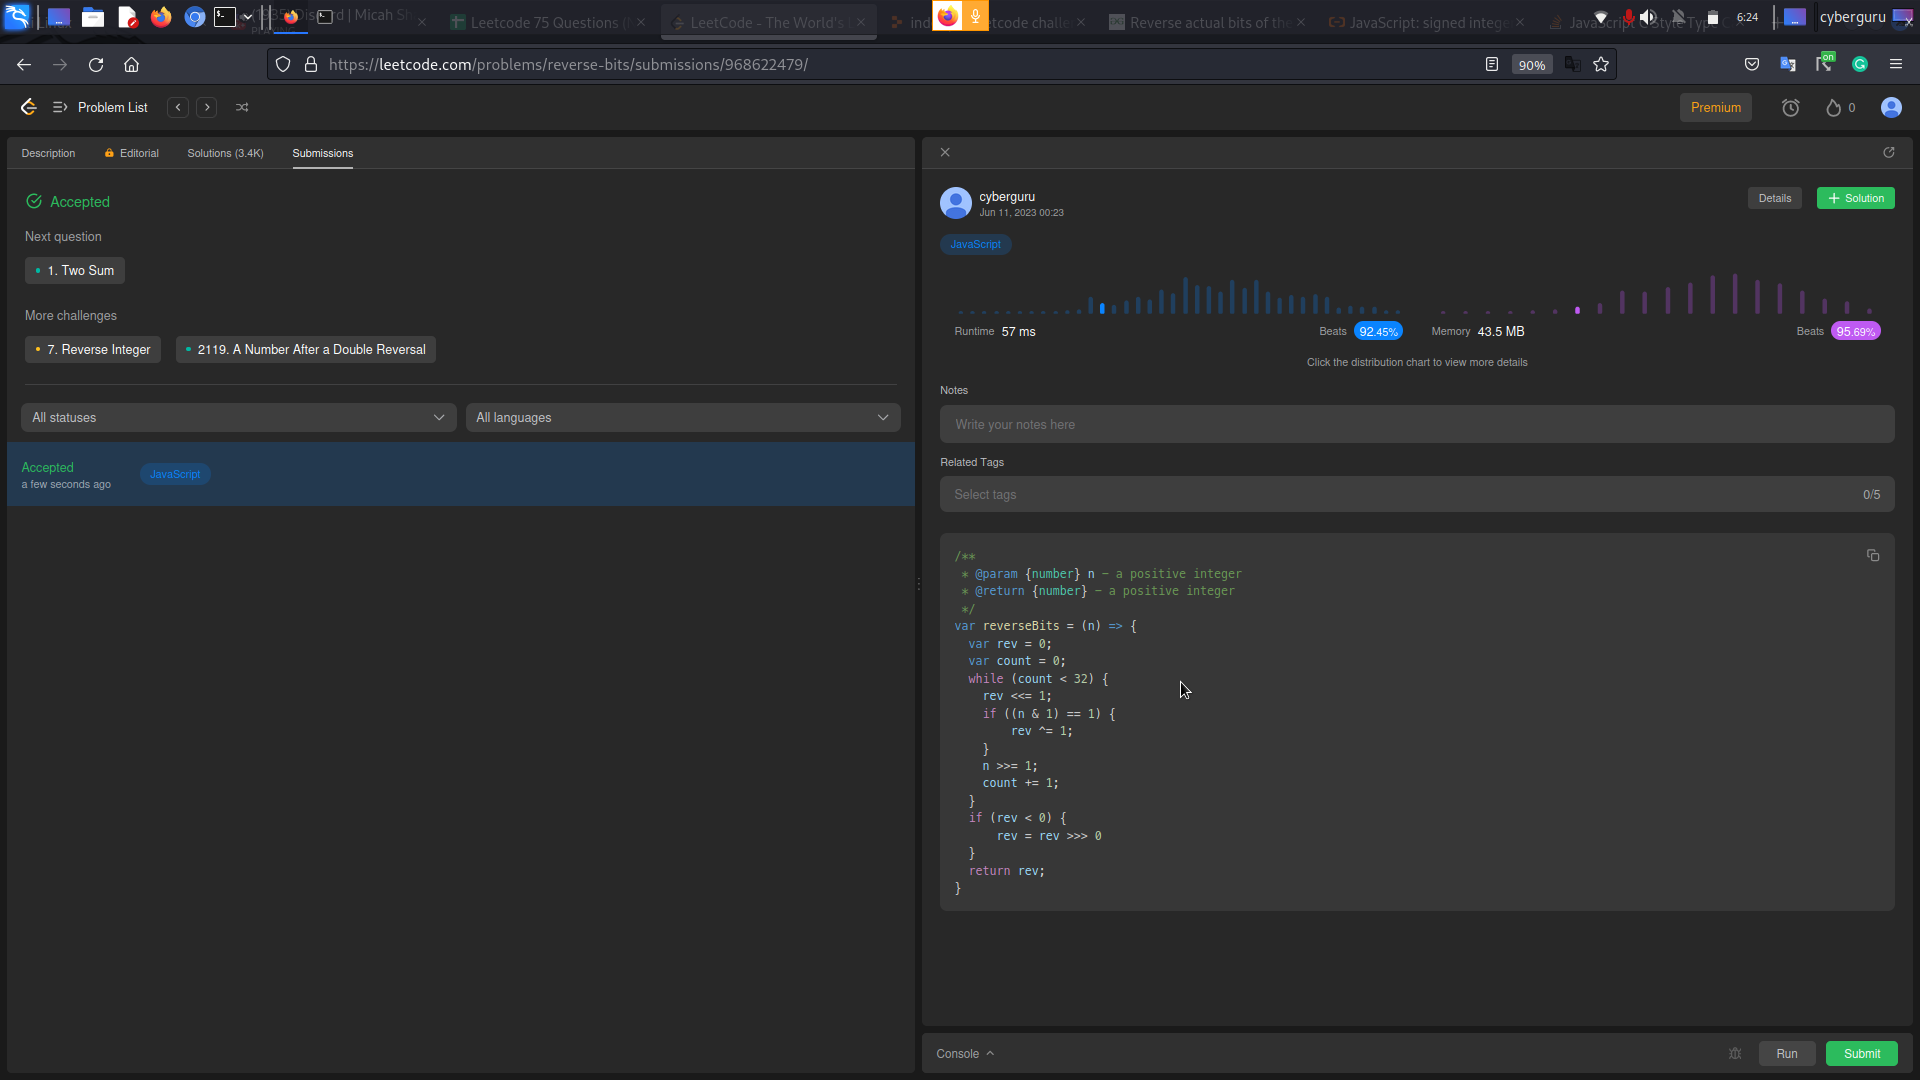 Discord | Micah Sh
Leetcode 75 Questions (
LeetCode - The World's
Reverse actual bits of the
JavaScript: signed intege
6:24
cyberguru
https://leetcode.com/problems/reverse-bits/submissions/968622479/
90%
on
Problem List
Premium
0
Description
Editorial
Solutions (3.4K)
Submissions
Accepted
Next question
1. Two Sum
More challenges
7. Reverse Integer
2119. A Number After a Double Reversal
All statuses
All languages
Accepted
a few seconds ago
JavaScript
cyberguru
Jun 11, 2023 00:23
Details
Solution
JavaScript
Runtime 57 ms
Beats 92.45%
Memory 43.5 MB
Beats 95.69%
Click the distribution chart to view more details
Notes
Write your notes here
Related Tags
Select tags
0/5
/**
 * @param {number} n - a positive integer
 * @return {number} - a positive integer
 */
var reverseBits = (n) => {
  var rev = 0;
  var count = 0;
  while (count < 32) {
    rev <<= 1;
    if ((n & 1) == 1) {
        rev ^= 1;
    }
    n >>>= 1;
    count += 1;
  }
  if (rev < 0) {
      rev = rev >>> 0
  }
  return rev;
}
Console
Run
Submit